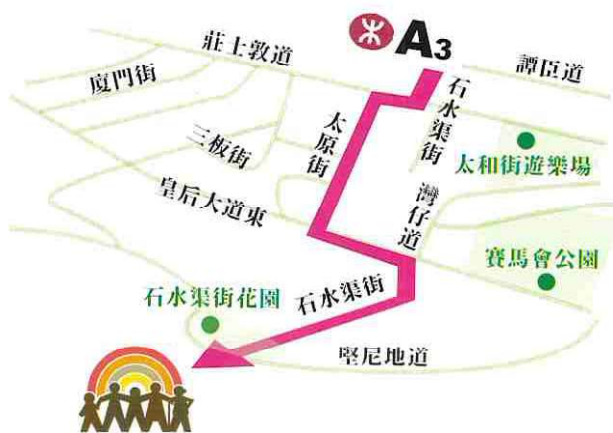 A3
莊士敦道
石水渠街
譚臣道
廈門街
太原街
三板街
太和街遊樂場
灣仔道
皇后大道東
賽馬會公園
石水渠街花園
石水渠街
堅尼地道